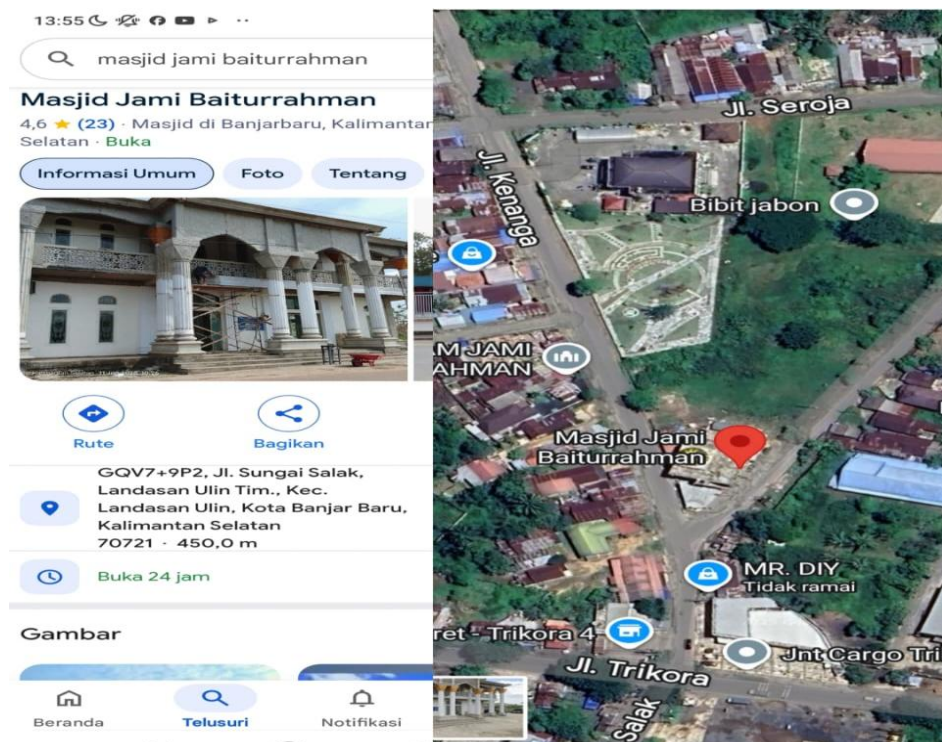 13:55
masjid jami baiturrahman
Masjid Jami Baiturrahman
4,6 ★ (23) · Masjid di Banjarbaru, Kalimantan
Selatan · Buka
Informasi Umum
Foto
Tentang
Rute
Bagikan
GQV7+9P2, Jl. Sungai Salak,
Landasan Ulin Tim., Kec.
Landasan Ulin, Kota Banjar Baru,
Kalimantan Selatan
70721 · 450,0 m
Buka 24 jam
Gambar
Beranda
Telusuri
Notifikasi
Jl. Seroja
Jl. Kenanga
Bibit jabon
M JAMI
AHMAN
Masjid Jami
Baiturrahman
MR. DIY
Tidak ramai
ret - Trikora 4
Jnt Cargo Tri
Jl. Trikora
Salak